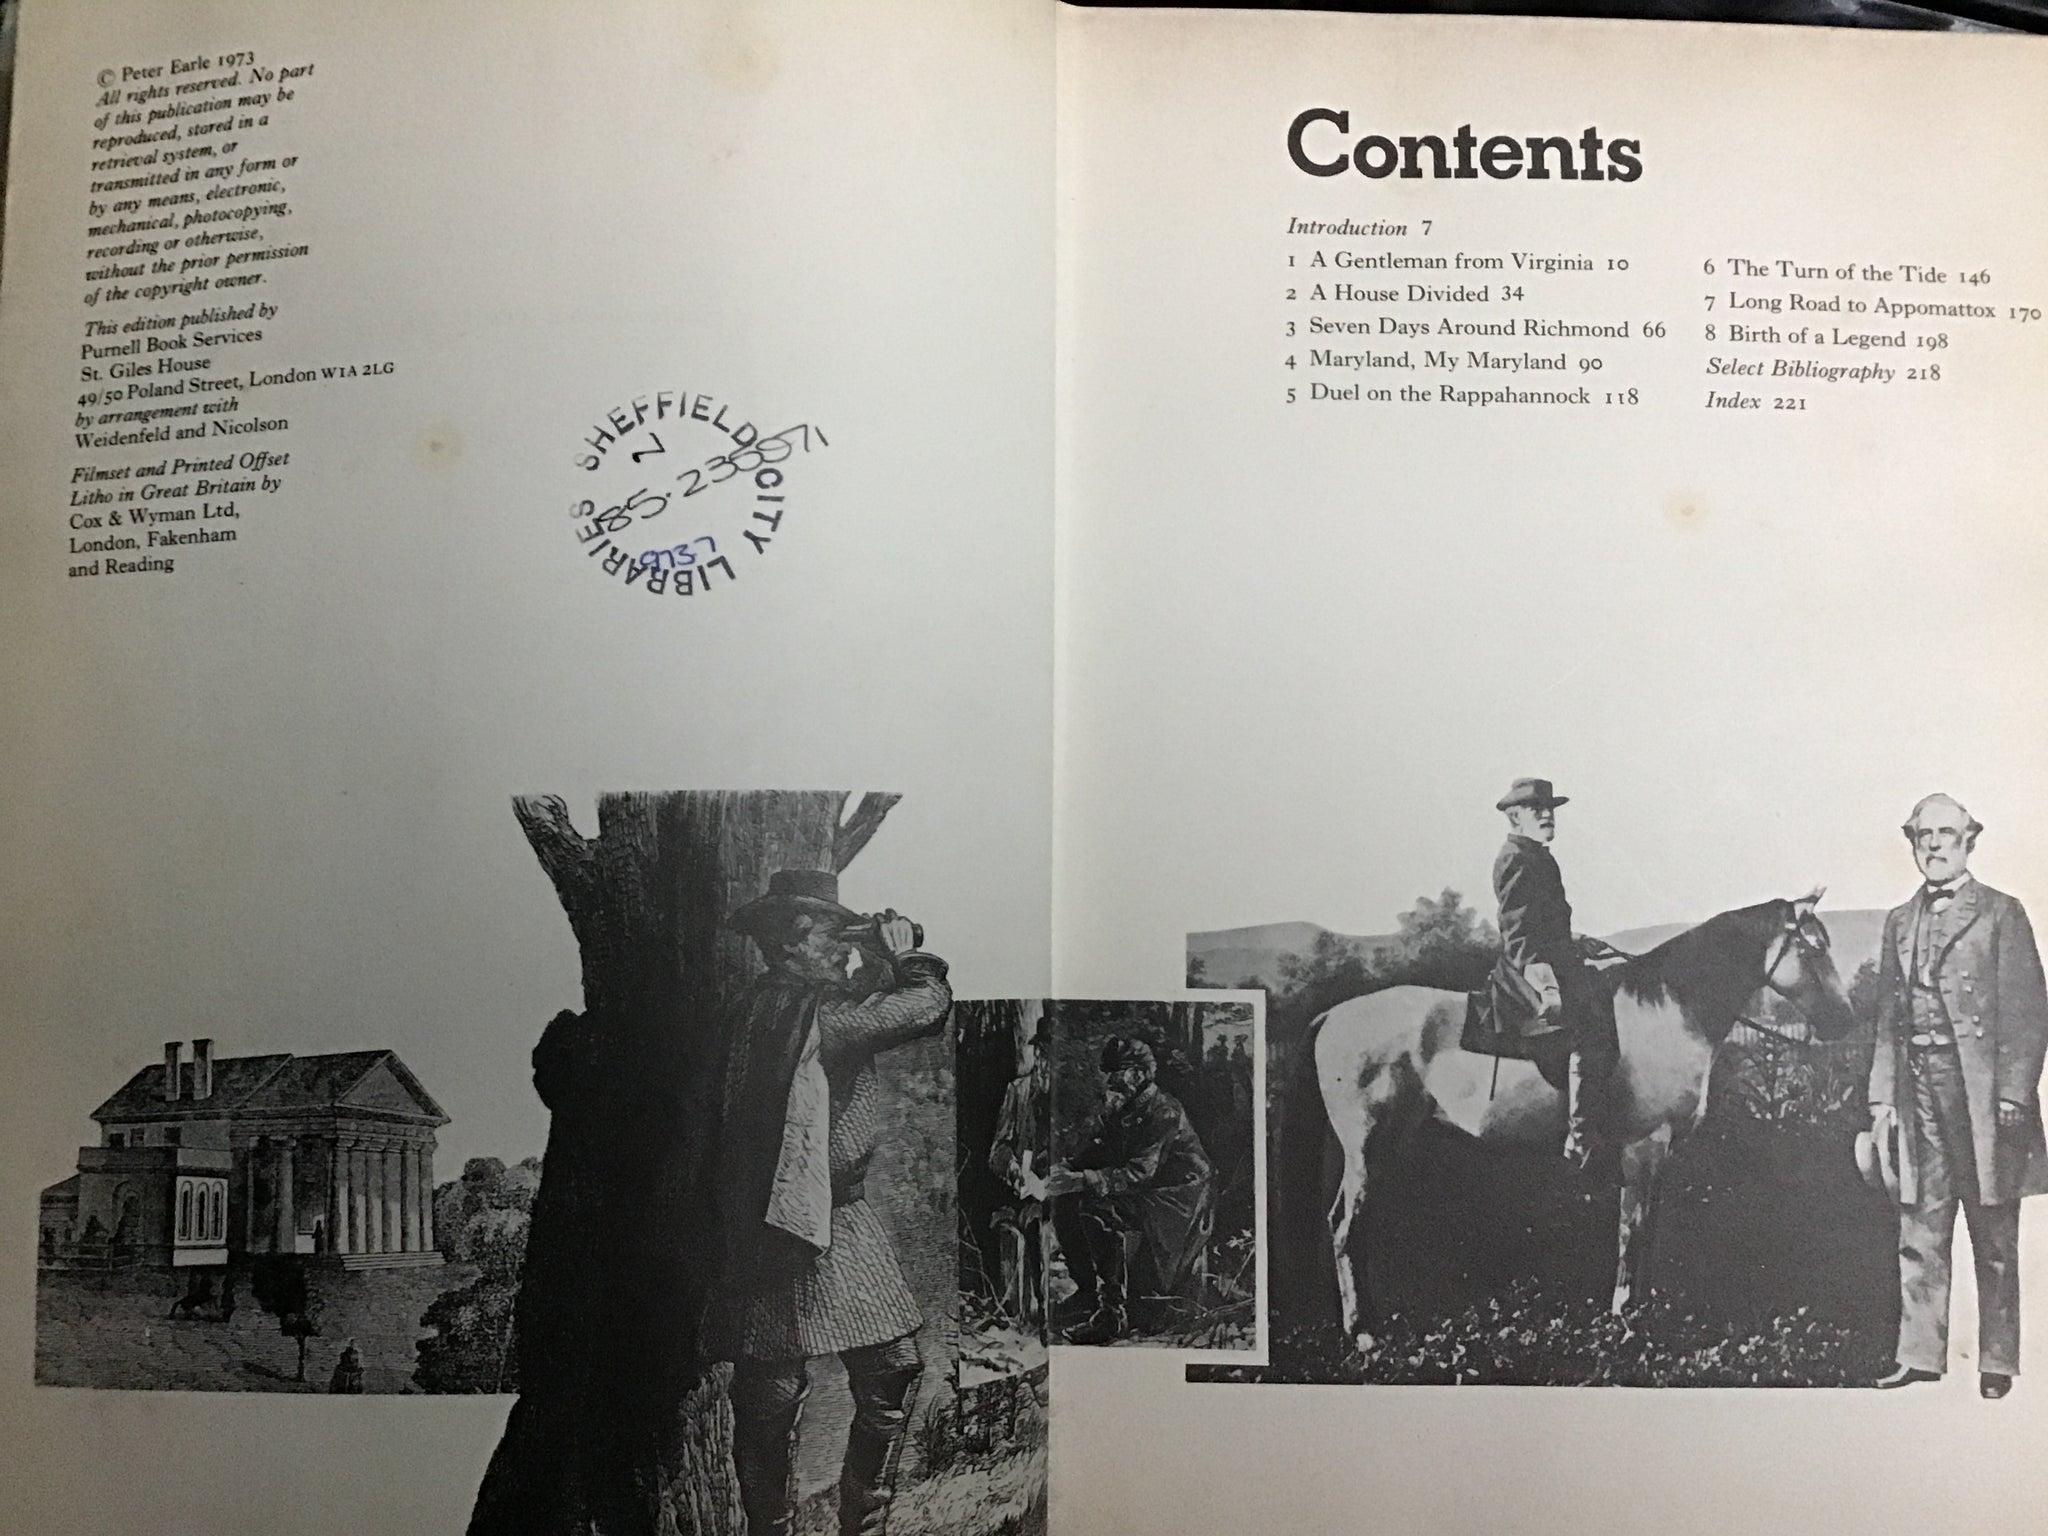 © Peter Earle 1973
All rights reserved. No part
of this publication may be
reproduced, stored in a
retrieval system, or
transmitted in any form or
by any means, electronic,
mechanical, photocopying,
recording or otherwise,
without the prior permission
of the copyright owner.
This edition published by
Purnell Book Services
St. Giles House
49/50 Poland Street, London W1A 2LG
by arrangement with
Weidenfeld and Nicolson
Filmset and Printed Offset
Litho in Great Britain by
Cox & Wyman Ltd,
London, Fakenham
and Reading
SHEFFIELD CITY LIBRARIES
Contents
Introduction 7
1 A Gentleman from Virginia 10
2 A House Divided 34
3 Seven Days Around Richmond 66
4 Maryland, My Maryland 90
5 Duel on the Rappahannock 118
6 The Turn of the Tide 146
7 Long Road to Appomattox 170
8 Birth of a Legend 198
Select Bibliography 218
Index 221